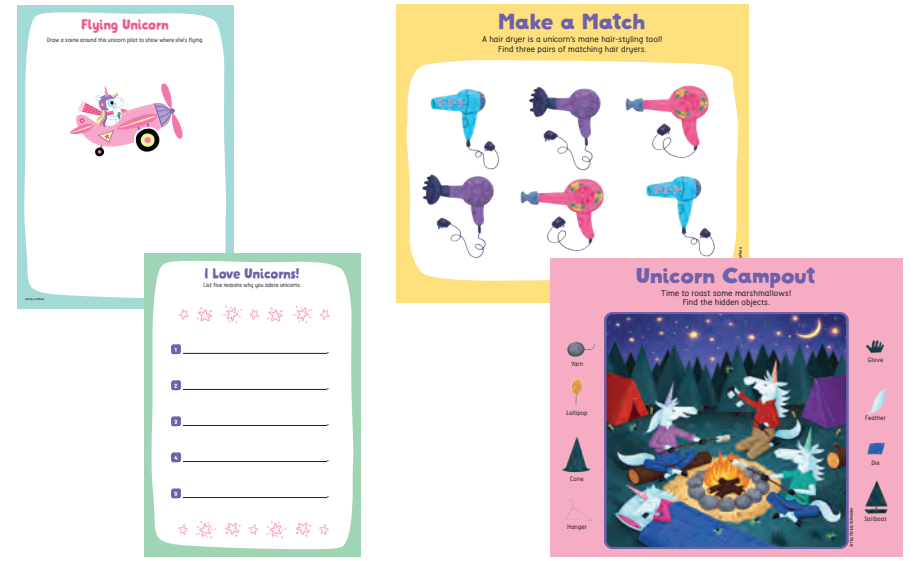 Flying Unicorn
Draw a scene around this unicorn pilot to show where she's flying.
Make a Match
A hair dryer is a unicorn's mane hair-styling tool!
Find three pairs of matching hair dryers.
I Love Unicorns!
List five reasons why you adore unicorns.
1
2
3
4
5
Unicorn Campout
Time to roast some marshmallows!
Find the hidden objects.
Yarn
Lollipop
Cone
Hanger
Glove
Feather
Die
Sailboat